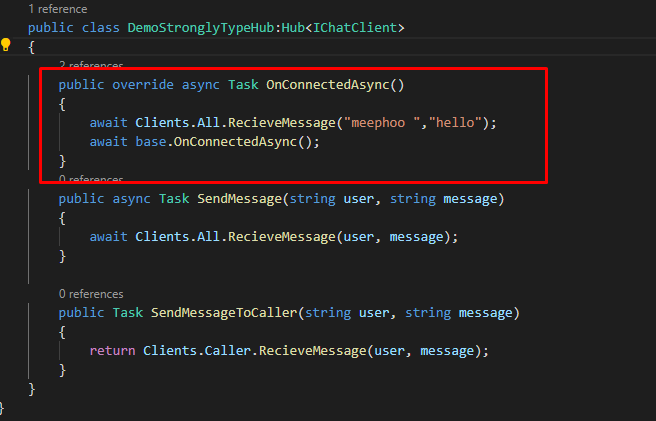 1 reference
public class DemoStronglyTypeHub:Hub<IChatClient>
{
2 references
public override async Task OnConnectedAsync()
{
await Clients.All.RecieveMessage("meephoo ","hello");
await base.OnConnectedAsync();
}
0 references
public async Task SendMessage(string user, string message)
{
await Clients.All.RecieveMessage(user, message);
}
0 references
public Task SendMessageToCaller(string user, string message)
{
return Clients.Caller.RecieveMessage(user, message);
}
}
}